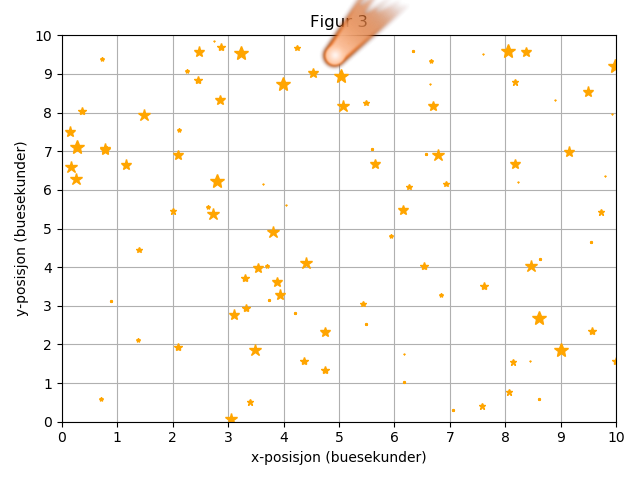 Figur 3
10
9
8
7
6
5
4
3
2
1
0
y-posisjon (buesekunder)
0 1 2 3 4 5 6 7 8 9 10
x-posisjon (buesekunder)